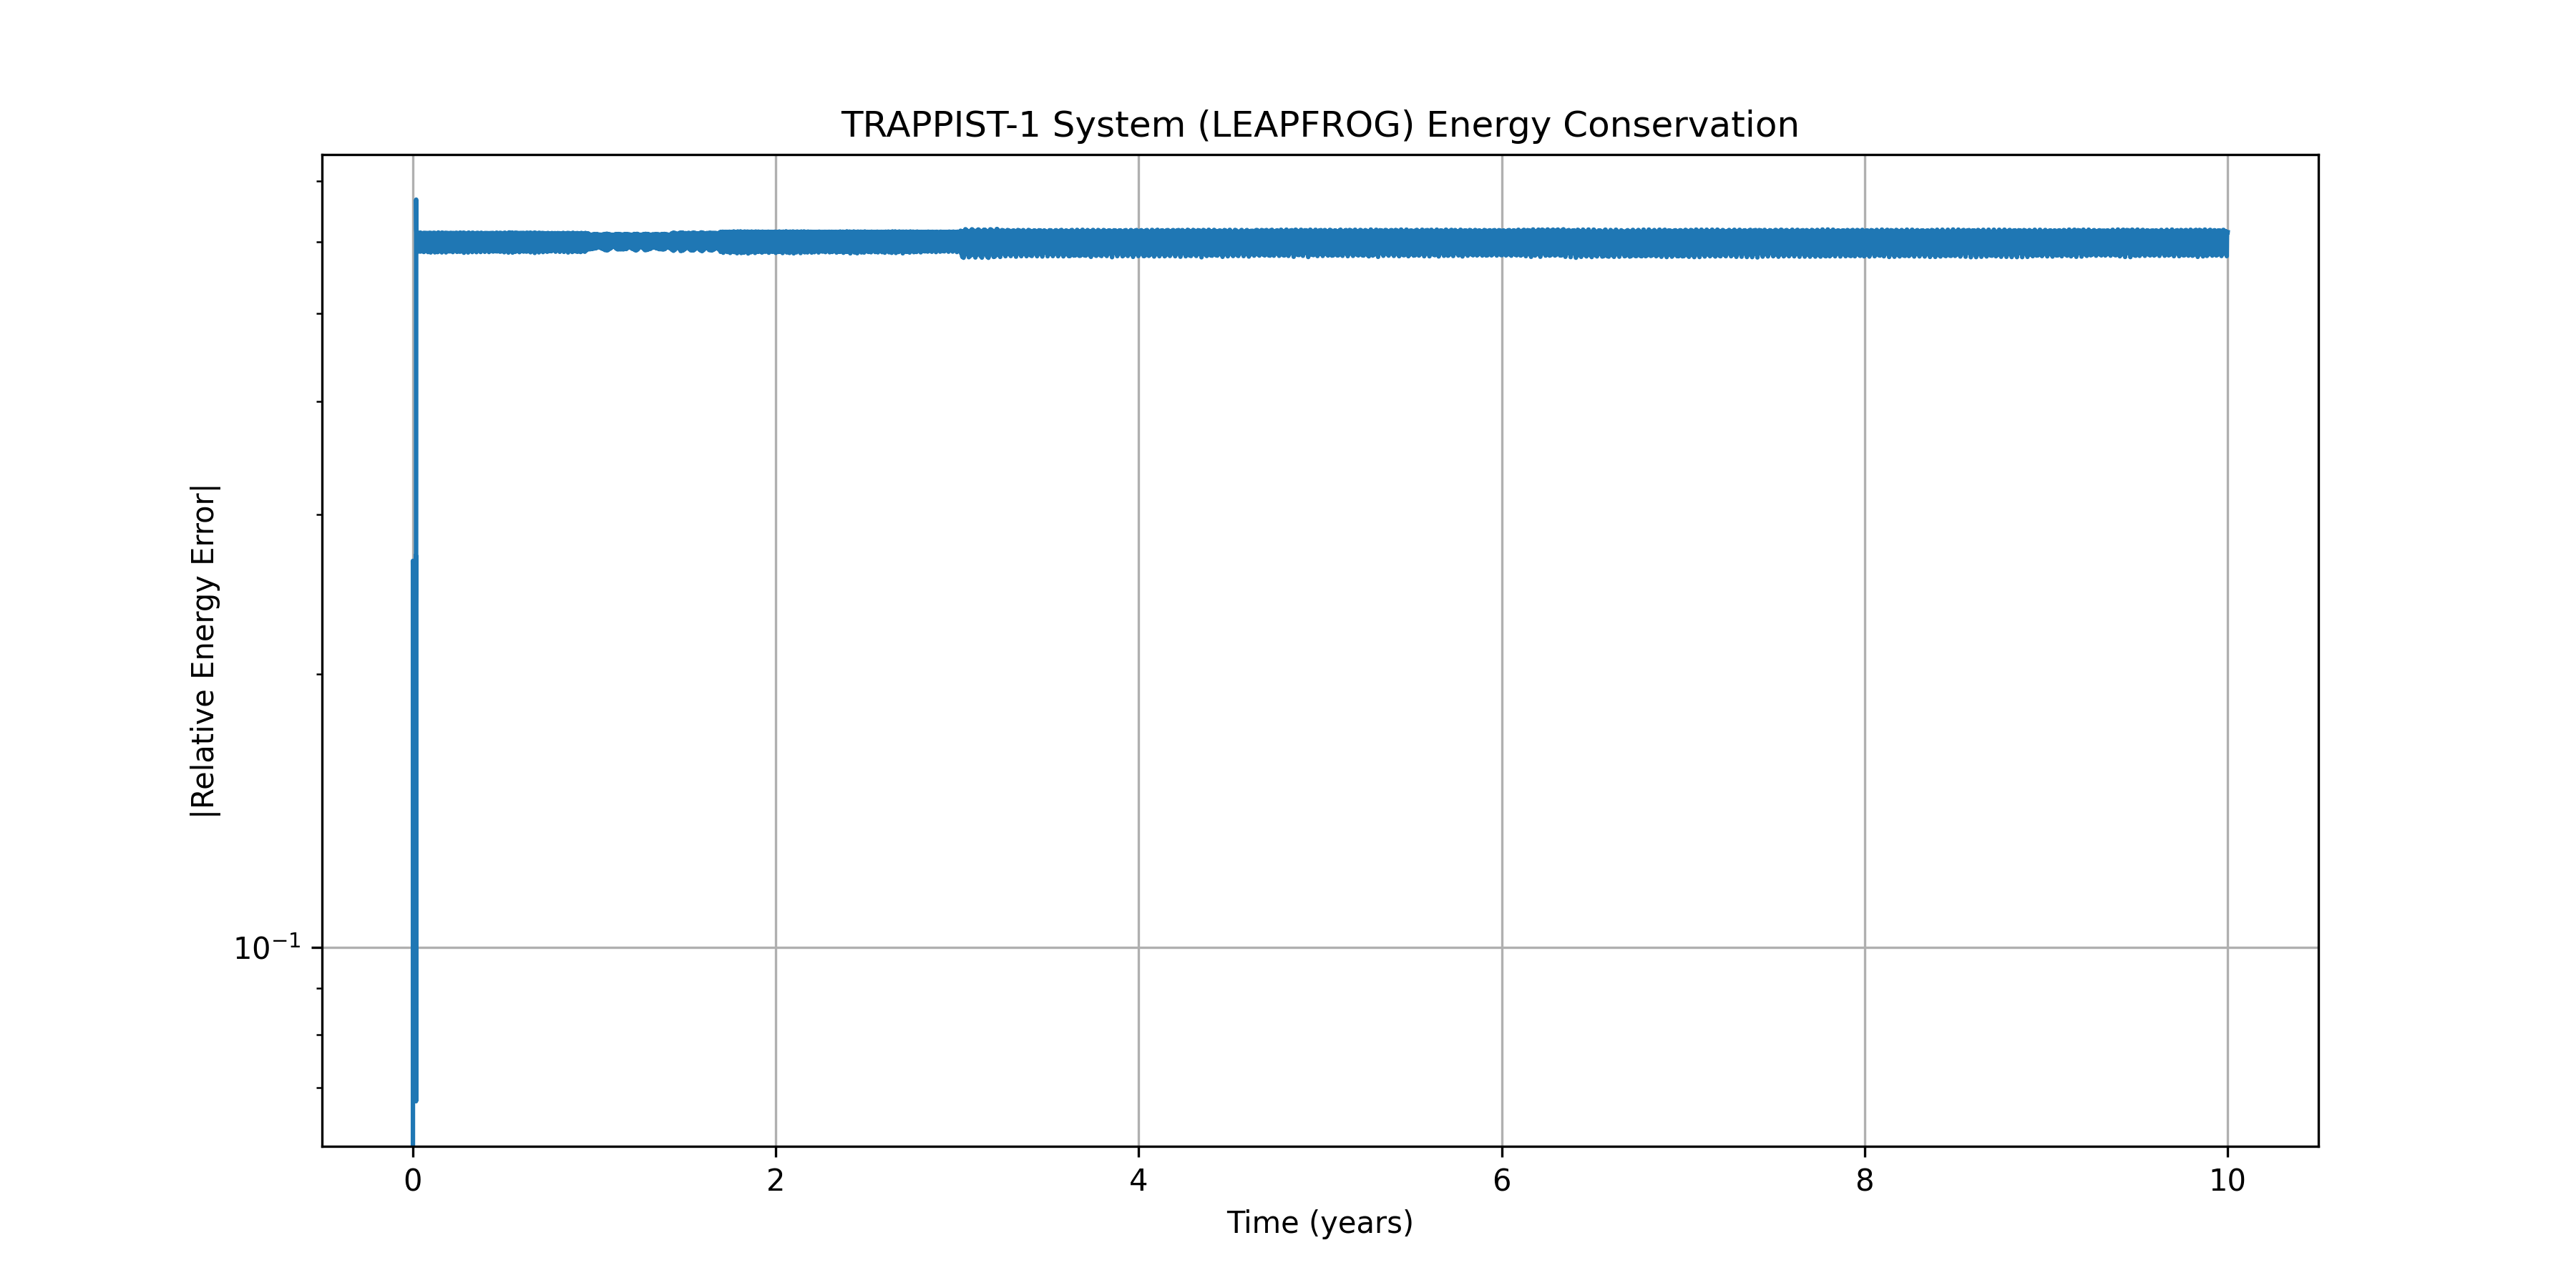 TRAPPIST-1 System (LEAPFROG) Energy Conservation
|Relative Energy Error|
10⁻¹
0 2 4 6 8 10
Time (years)